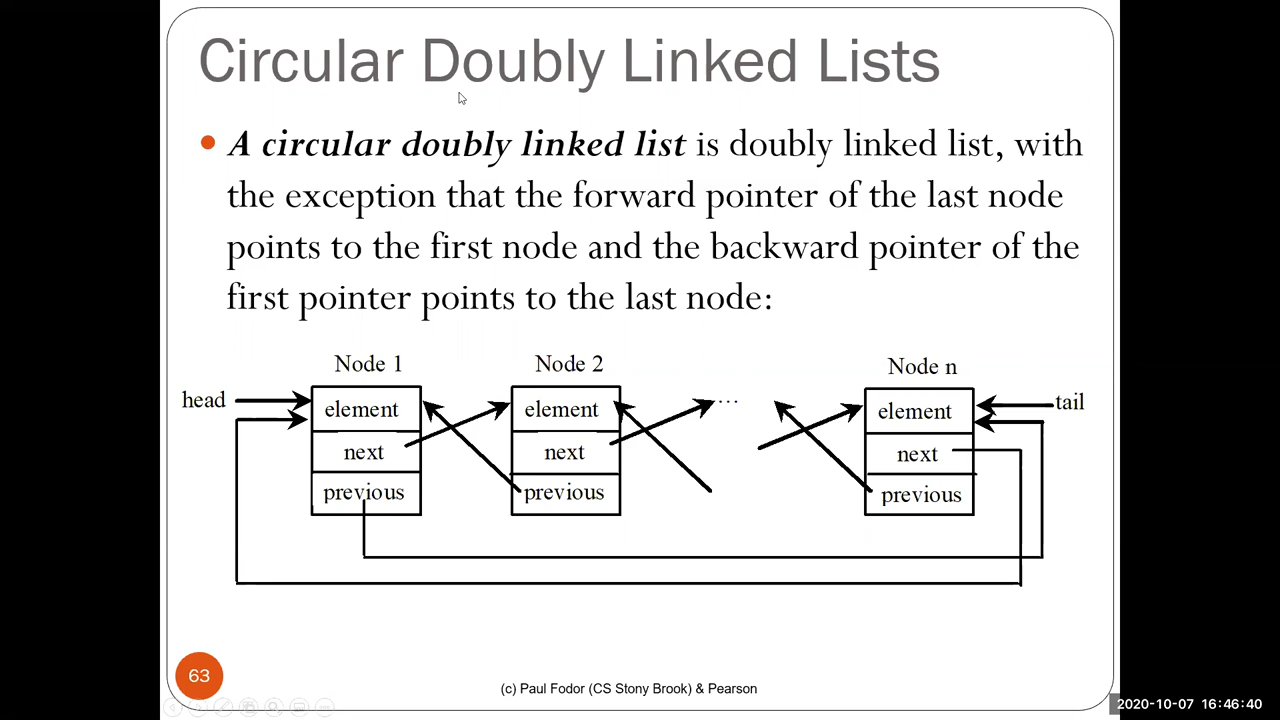 Circular Doubly Linked Lists
A circular doubly linked list is doubly linked list, with
the exception that the forward pointer of the last node
points to the first node and the backward pointer of the
first pointer points to the last node:
Node 1
Node 2
Node n
head
element
element
....
element
tail
next
next
next
previous
previous
previous
63
(c) Paul Fodor (CS Stony Brook) & Pearson
2020-10-07 16:46:40